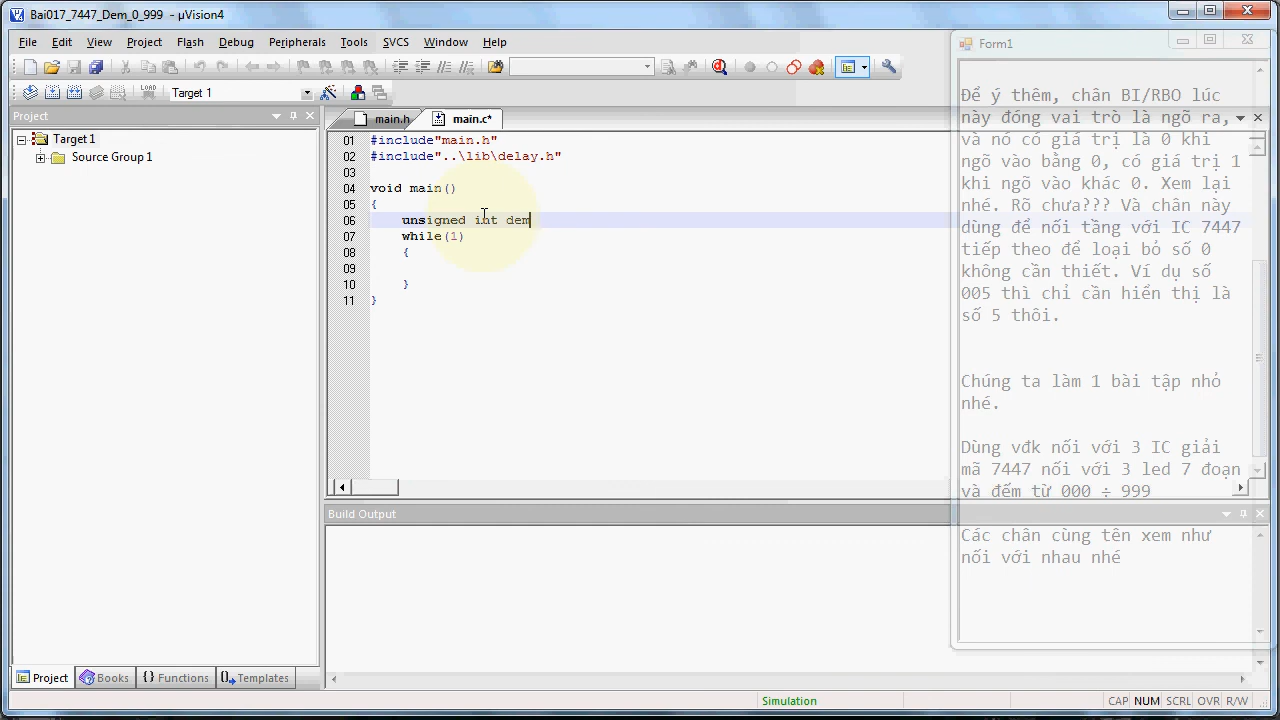 Bai017_7447_Dem_0_999 - µVision4
File Edit View Project Flash Debug Peripherals Tools SVCS Window Help
Form1
LOAD
Target 1
Project
main.h
main.c*
Target 1
Source Group 1
01 #include"main.h"
02 #include"..\lib\delay.h"
03
04 void main()
05 {
06 unsigned int dem
07 while(1)
08 {
09
10 }
11 }
Để ý thêm, chân BI/RBO lúc
này đóng vai trò là ngõ ra,
và nó có giá trị là 0 khi
ngõ vào bằng 0, có giá trị 1
khi ngõ vào khác 0. Xem lại
nhé. Rõ chưa??? Và chân này
dùng để nối tầng với IC 7447
tiếp theo để loại bỏ số 0
không cần thiết. Ví dụ số
005 thì chỉ cần hiển thị là
số 5 thôi.
Chúng ta làm 1 bài tập nhỏ
nhé.
Dùng vđk nối với 3 IC giải
mã 7447 nối với 3 led 7 đoạn
và đếm từ 000 ÷ 999
Các chân cùng tên xem như
nối với nhau nhé
Build Output
Project Books {} Functions 0→ Templates
Simulation
CAP NUM SCRL OVR R/W